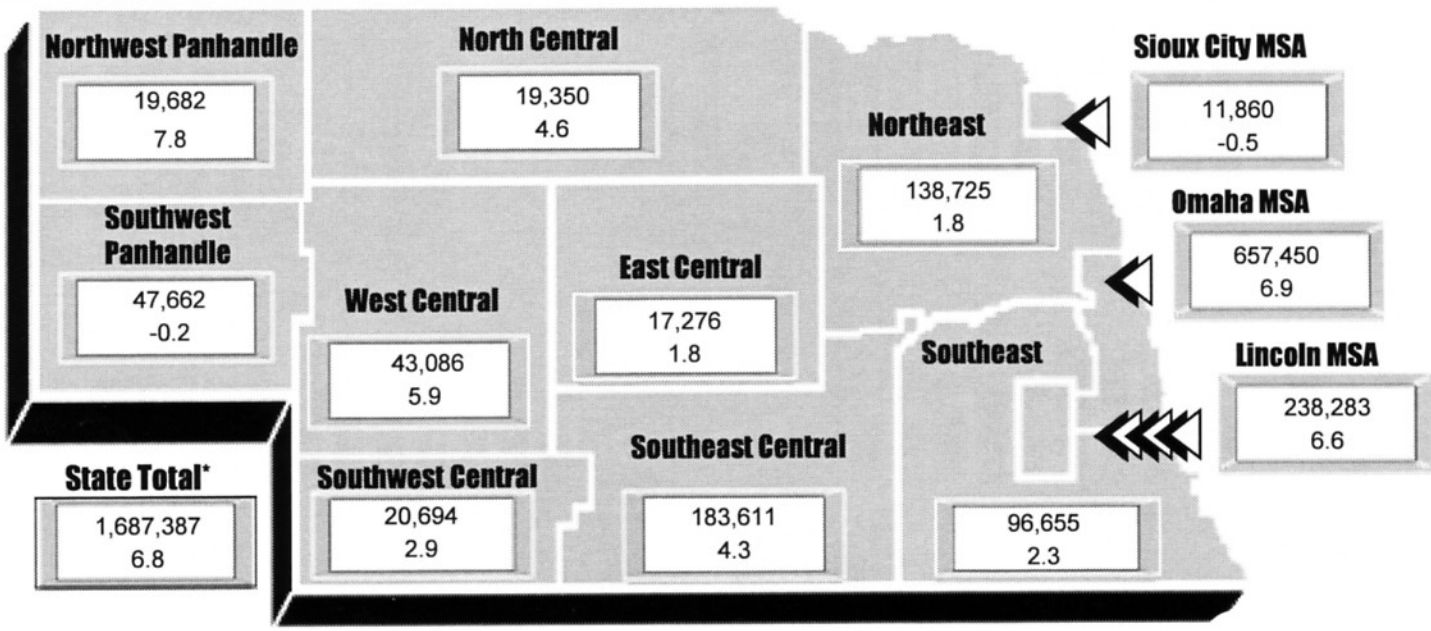 Northwest Panhandle
19,682
7.8
North Central
19,350
4.6
Northeast
138,725
1.8
Sioux City MSA
11,860
-0.5
Omaha MSA
657,450
6.9
Southwest
Panhandle
47,662
-0.2
West Central
43,086
5.9
East Central
17,276
1.8
Southeast
96,655
2.3
Lincoln MSA
238,283
6.6
State Total*
1,687,387
6.8
Southwest Central
20,694
2.9
Southeast Central
183,611
4.3